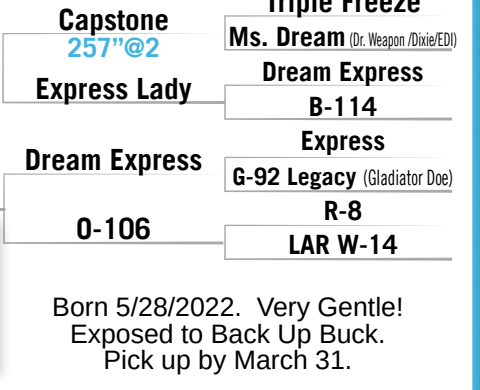 Triple Freeze
Capstone
257”@2
Ms. Dream (Dr. Weapon /Dixie/EDI)
Express Lady
Dream Express
B-114
Dream Express
Express
G-92 Legacy (Gladiator Doe)
O-106
R-8
LAR W-14
Born 5/28/2022.  Very Gentle!
Exposed to Back Up Buck.
Pick up by March 31.